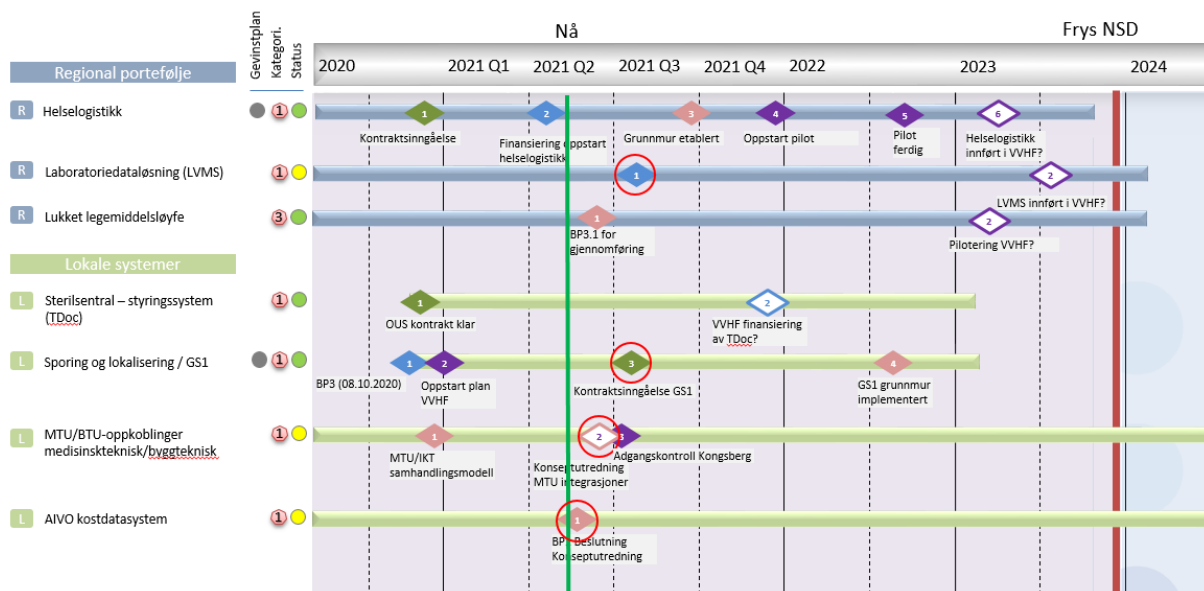 Nå
Frys NSD
Gevinstplan
Kategori.
Status
2020
2021 Q1
2021 Q2
2021 Q3
2021 Q4
2022
2023
2024
Regional portefølje
R Helselogistikk
1
1 2 3 4 5 6
Kontraktsinngåelse
Finansiering oppstart
helselogistikk
Grunnmur etablert
Oppstart pilot
Pilot
ferdig
Helselogistikk
innført i VVHF?
R Laboratoriedataløsning (LVMS)
1
1 2
LVMS innført i VVHF?
R Lukket legemiddelsløyfe
3
1 2
BP3.1 for
gjennomføring
Pilotering VVHF?
Lokale systemer
L Sterilsentral – styringssystem
(TDoc)
1
1 2
OUS kontrakt klar
VVHF finansiering
av TDoc?
L Sporing og lokalisering / GS1
1
1 2 3 4
BP3 (08.10.2020)
Oppstart plan
VVHF
Kontraktsinngåelse GS1
GS1 grunnmur
implementert
L MTU/BTU-oppkoblinger
medisinskteknisk/byggteknisk
1
1 2 3
MTU/IKT
samhandlingsmodell
Konseptutredning
MTU integrasjoner
Adgangskontroll Kongsberg
L AIVO kostdatasystem
1
1
Beslutning
Konseptutredning